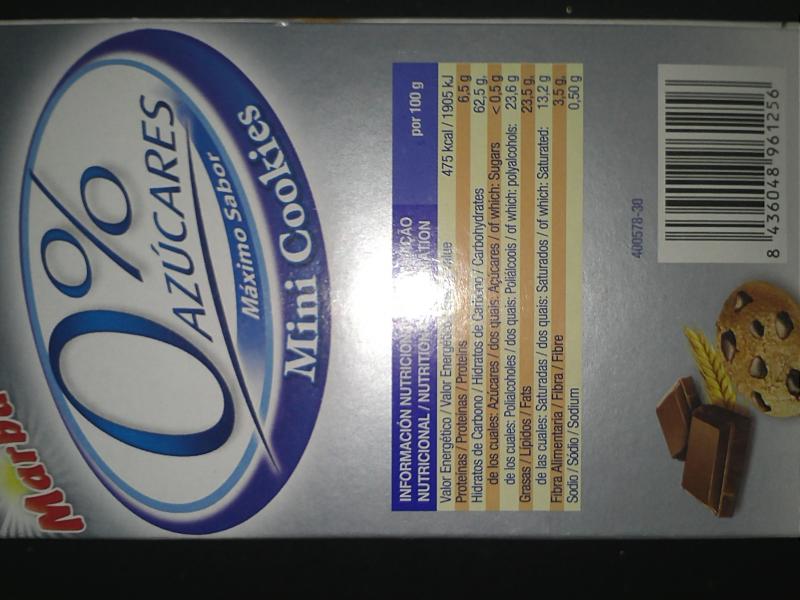 Marbú
0%
AZÚCARES
Máximo Sabor
Mini Cookies
INFORMACIÓN NUTRICIONAL
NUTRICIONAL / NUTRITION por 100 g
Valor Energético / Valor Energético 475 kcal / 1905 kJ
Proteínas / Proteínas / Proteins 6,5 g
Hidratos de Carbono / Hidratos de Carbono / Carbohydrates 62,5 g,
de los cuales: Azúcares / dos quais: Açúcares / of which: Sugars < 0,5 g
de los cuales: Polialcoholes / dos quais: Poliálcoois / of which: polyalcohols: 23,6 g
Grasas / Lípidos / Fats 23,5 g,
de las cuales: Saturadas / dos quais: Saturados / of which: Saturated: 13,2 g
Fibra Alimentaria / Fibra / Fibre 3,5 g,
Sodio / Sódio / Sodium 0,50 g
400578-30
8 436048 961256